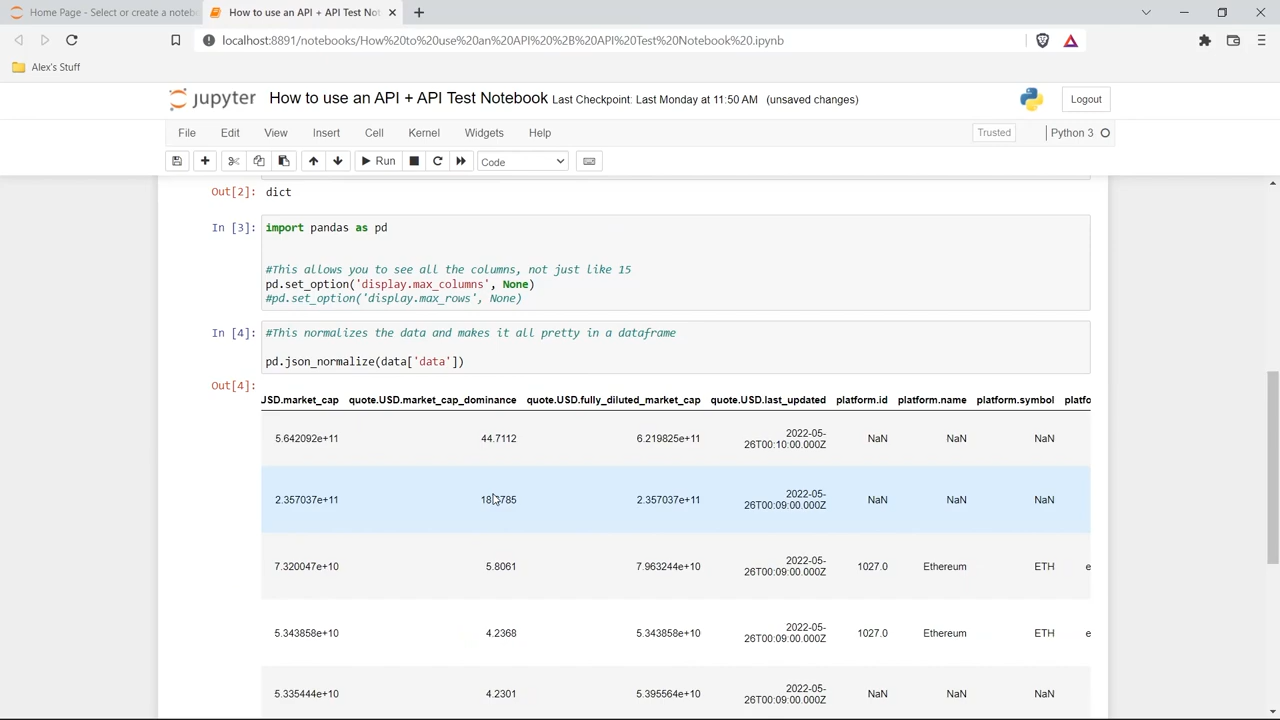 Home Page - Select or create a noteb
How to use an API + API Test Not
localhost:8891/notebooks/How%20to%20use%20an%20API%20%2B%20API%20Test%20Notebook%20.ipynb
Alex's Stuff
jupyter How to use an API + API Test Notebook Last Checkpoint: Last Monday at 11:50 AM (unsaved changes) Logout
File Edit View Insert Cell Kernel Widgets Help Trusted Python 3
Run Code
Out[2]: dict
In [3]: import pandas as pd
#This allows you to see all the columns, not just like 15
pd.set_option('display.max_columns', None)
#pd.set_option('display.max_rows', None)
In [4]: #This normalizes the data and makes it all pretty in a dataframe
pd.json_normalize(data['data'])
Out[4]:
USD.market_cap quote.USD.market_cap_dominance quote.USD.fully_diluted_market_cap quote.USD.last_updated platform.id platform.name platform.symbol platfo
5.642092e+11 44.7112 6.219825e+11 2022-05-26T00:10:00.000Z NaN NaN NaN
2.357037e+11 2.357037e+11 2022-05-26T00:09:00.000Z NaN NaN NaN
7.320047e+10 5.8061 7.963244e+10 2022-05-26T00:09:00.000Z 1027.0 Ethereum ETH e
5.343858e+10 4.2368 5.343858e+10 2022-05-26T00:09:00.000Z 1027.0 Ethereum ETH e
5.335444e+10 4.2301 5.395564e+10 2022-05-26T00:09:00.000Z NaN NaN NaN